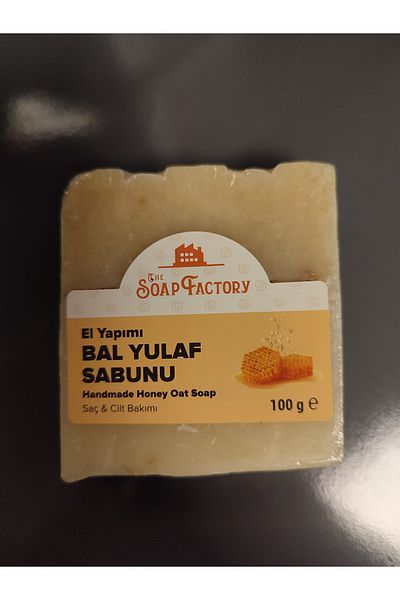 THE
SOAP FACTORY
El Yapımı
BAL YULAF
SABUNU
Handmade Honey Oat Soap
Saç & Cilt Bakımı
100 g ℮